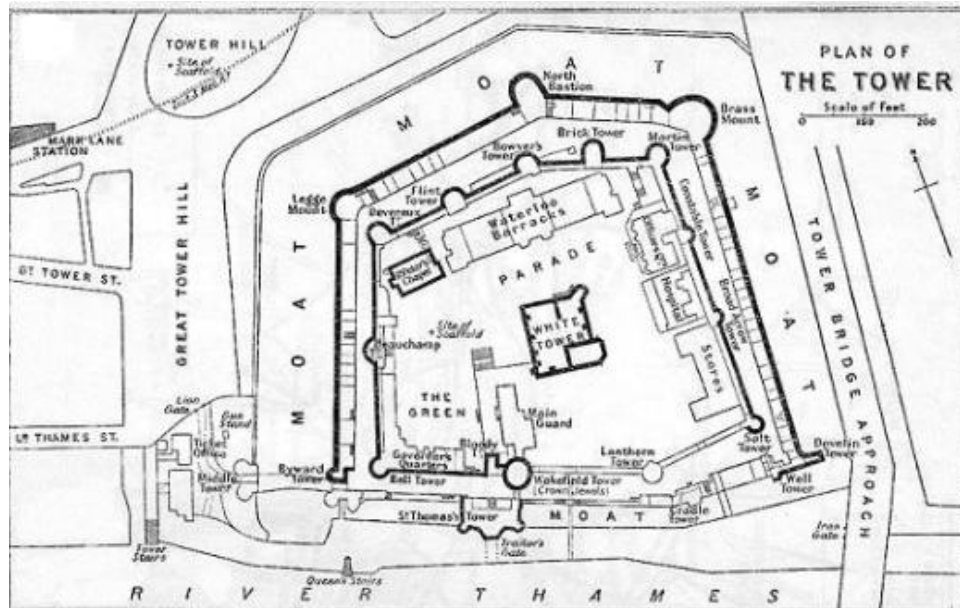 PLAN OF
THE TOWER
Scale of Feet
0 100 200
TOWER HILL
Site of
Scaffold
MARK LANE
STATION
MOAT
North
Bastion
Brass
Mount
Brick Tower
Bowyer's
Tower
Martin
Tower
Legge
Mount
Flint
Tower
Devereux
Tr
Waterloo
Barracks
Constable Tower
St Peter's
Chapel
PARADE
Hospital
Broad Arrow
Tower
MOAT
TOWER BRIDGE APPROACH
GT TOWER ST.
GREAT TOWER HILL
MOAT
Site of
Scaffold
Beauchamp
WHITE
TOWER
Stores
THE
GREEN
Main
Guard
Lion
Gate
Gun
Stand
LR THAMES ST.
Ticket
Office
Middle
Tower
Byward
Tower
Governor's
Quarters
Bloody
Bell Tower
Wakefield Tower
(Crown Jewels)
Lanthorn
Tower
Salt
Tower
Develin
Tower
Well
Tower
Cradle
Tower
St Thomas's Tower
MOAT
Traitor's
Gate
Iron
Gate
Tower
Stairs
Queen's Stairs
RIVER THAMES